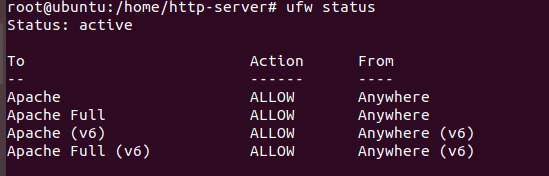 root@ubuntu:/home/http-server# ufw status
Status: active
To Action From
-- ------ ----
Apache ALLOW Anywhere
Apache Full ALLOW Anywhere
Apache (v6) ALLOW Anywhere (v6)
Apache Full (v6) ALLOW Anywhere (v6)